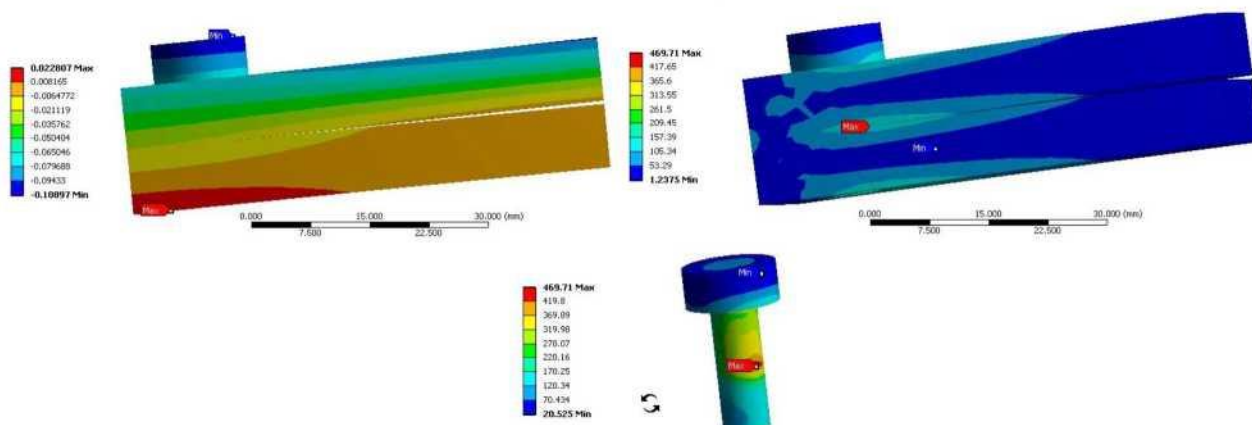 Min
0.022807 Max
0.008165
-0.0064772
-0.021119
-0.035762
-0.050404
-0.065046
-0.079688
-0.09433
-0.10897 Min
Max
0.000
15.000
30.000 (mm)
7.500
22.500
469.71 Max
417.65
365.6
313.55
261.5
209.45
157.39
105.34
53.29
1.2375 Min
Max
Min
0.000
15.000
30.000 (mm)
7.500
22.500
469.71 Max
419.8
369.89
319.98
270.07
220.16
170.25
120.34
70.434
20.525 Min
Min
Max